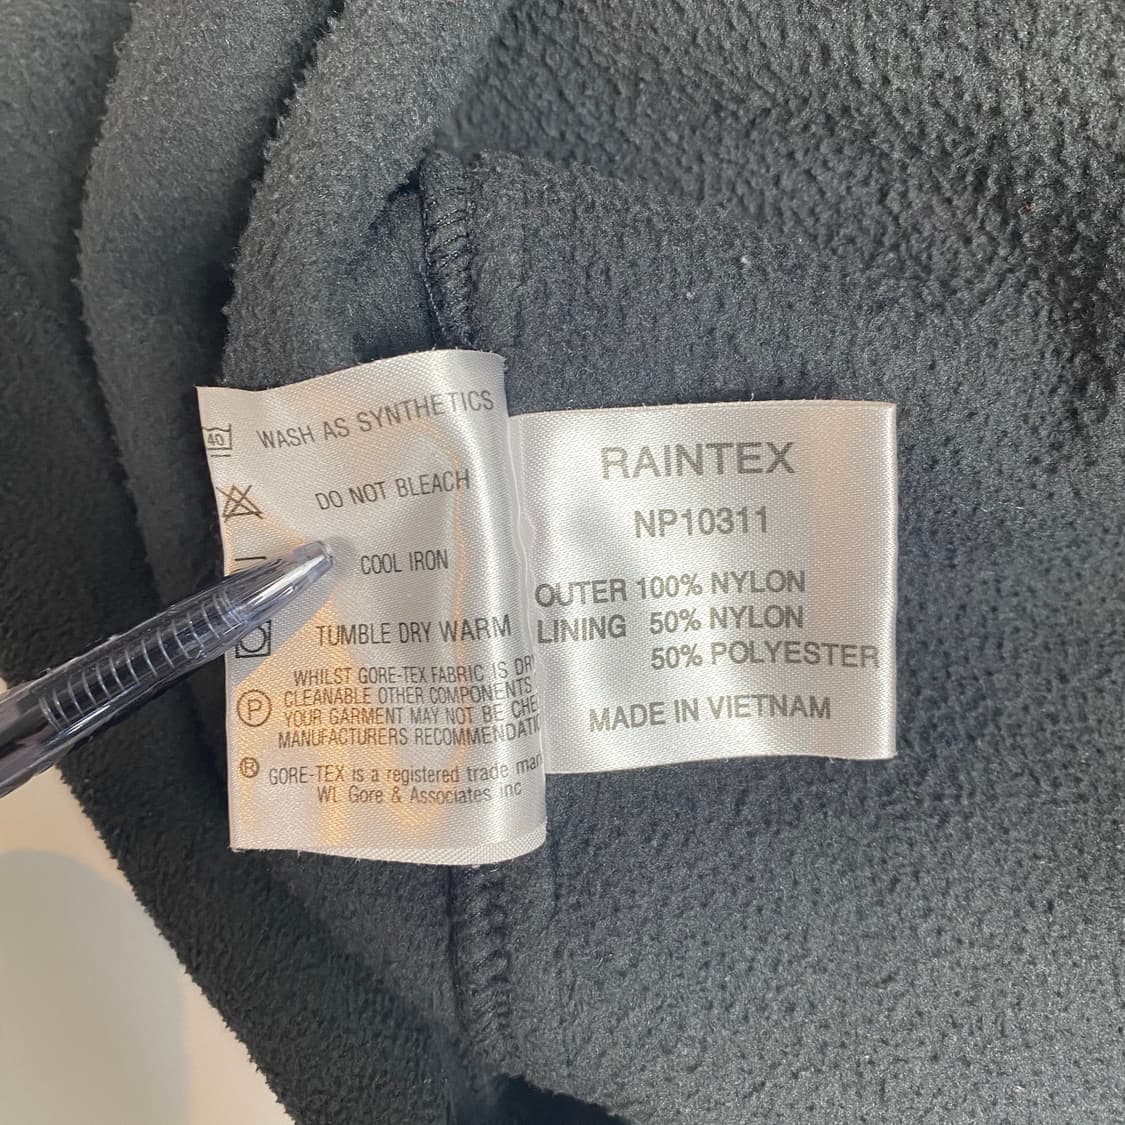 40 WASH AS SYNTHETICS
DO NOT BLEACH
COOL IRON
TUMBLE DRY WARM
WHILST GORE-TEX FABRIC IS
P CLEANABLE OTHER COMPONENTS
YOUR GARMENT MAY NOT BE
MANUFACTURERS
® GORE-TEX is a registered trade
WL Gore & Associates inc
RAINTEX
NP10311
OUTER 100% NYLON
LINING 50% NYLON
50% POLYESTER
MADE IN VIETNAM